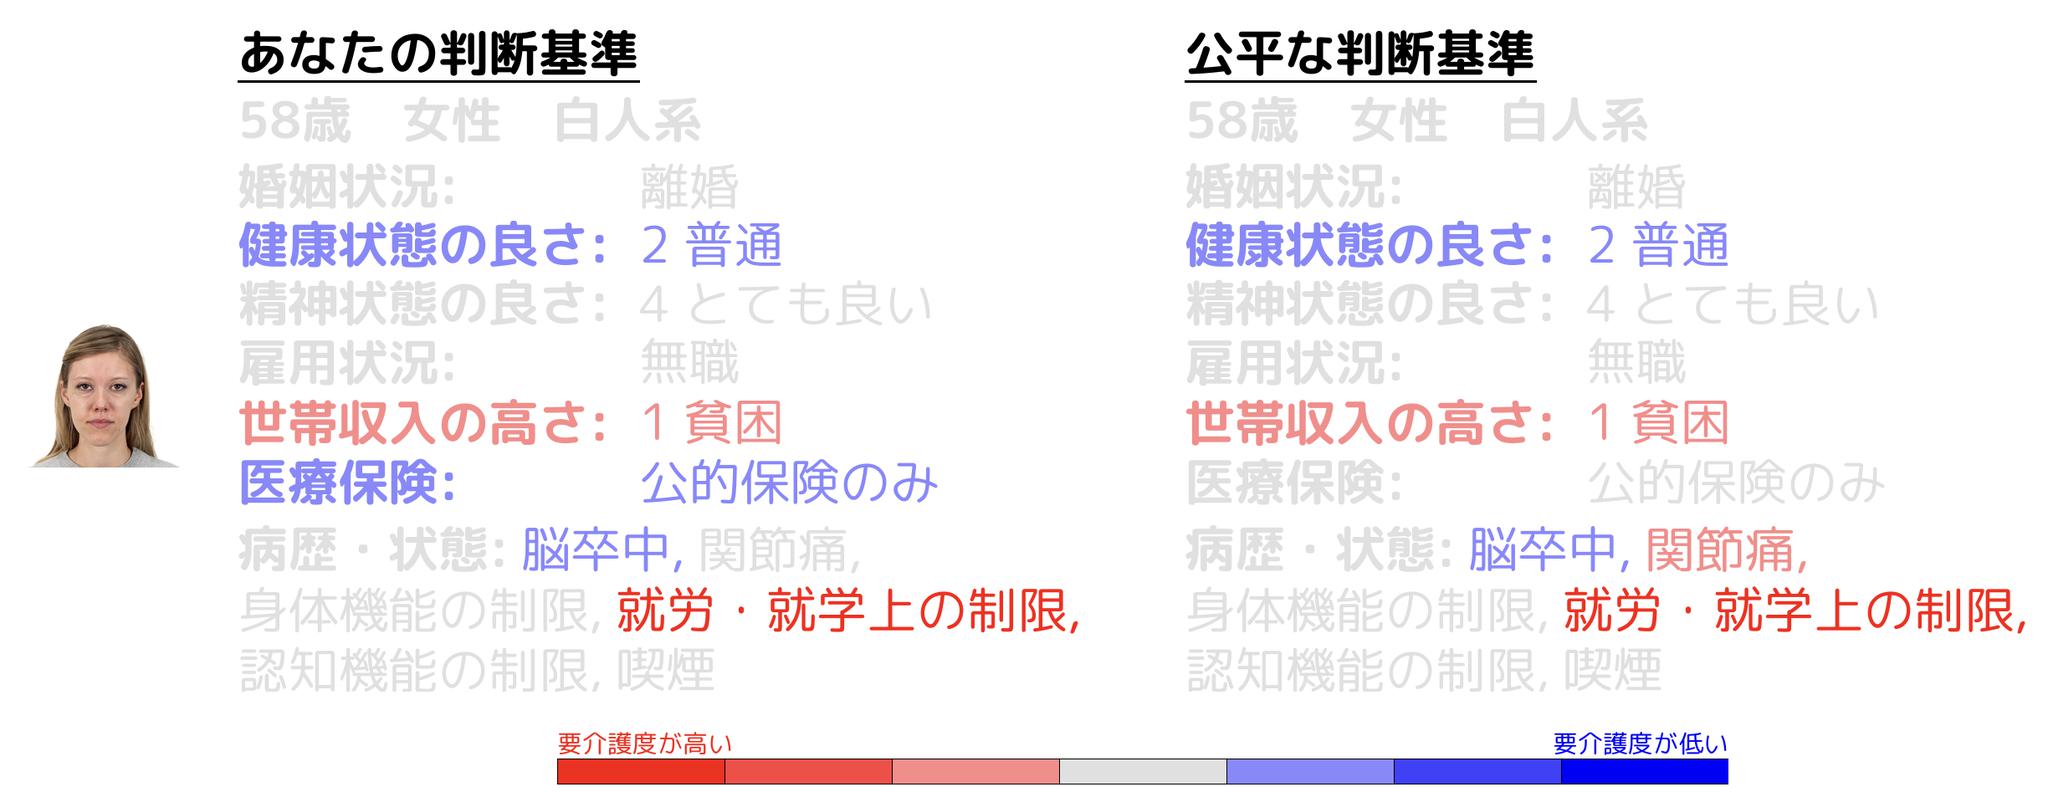 あなたの判断基準
58歳 女性 白人系
婚姻状況: 離婚
健康状態の良さ: 2 普通
精神状態の良さ: 4 とても良い
雇用状況: 無職
世帯収入の高さ: 1 貧困
医療保険: 公的保険のみ
病歴・状態: 脳卒中, 関節痛,
身体機能の制限, 就労・就学上の制限,
認知機能の制限, 喫煙
公平な判断基準
58歳 女性 白人系
婚姻状況: 離婚
健康状態の良さ: 2 普通
精神状態の良さ: 4 とても良い
雇用状況: 無職
世帯収入の高さ: 1 貧困
医療保険: 公的保険のみ
病歴・状態: 脳卒中, 関節痛,
身体機能の制限, 就労・就学上の制限,
認知機能の制限, 喫煙
要介護度が高い
要介護度が低い